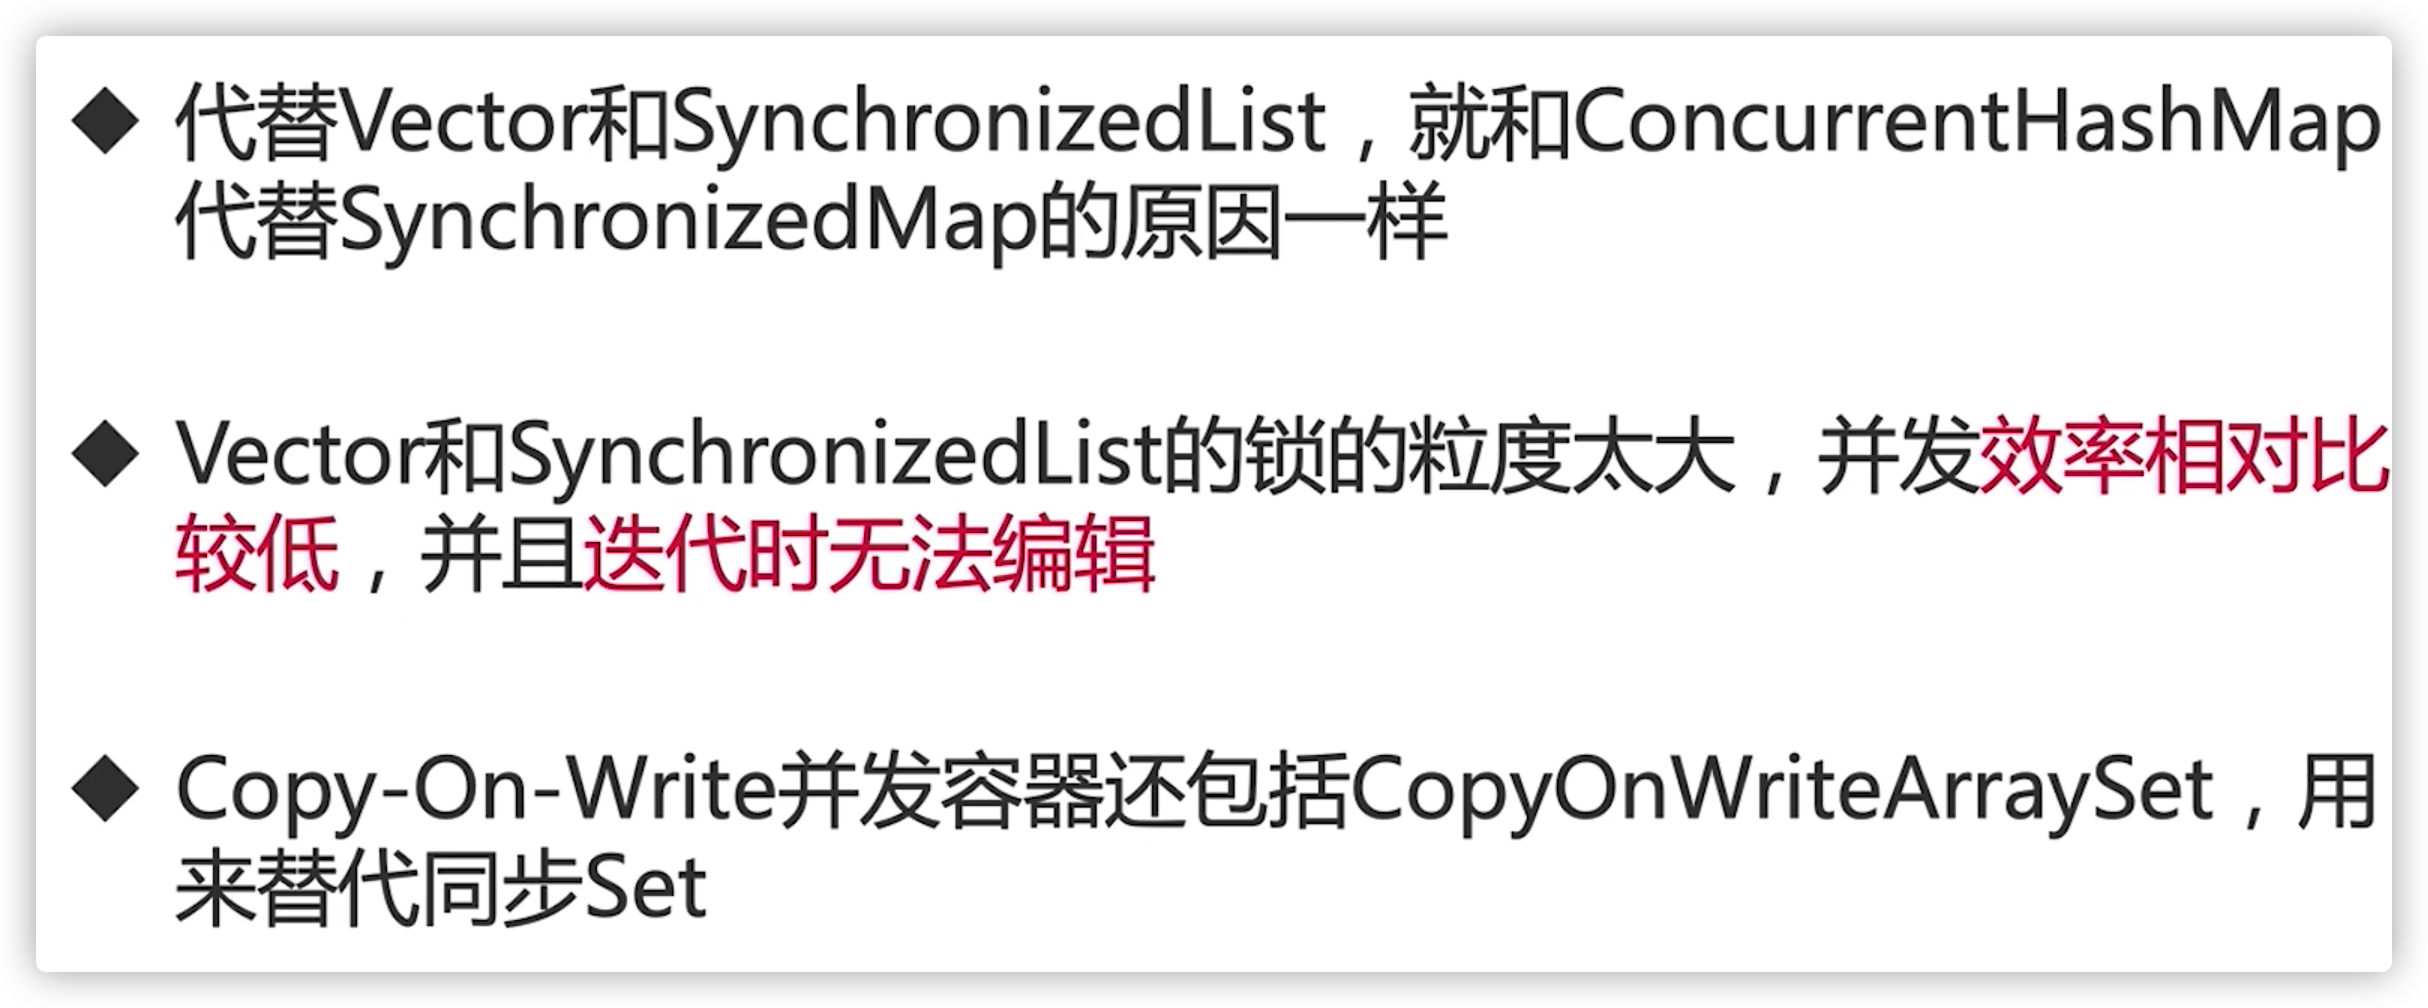 ◆ 代替Vector和SynchronizedList，就和ConcurrentHashMap
代替SynchronizedMap的原因一样
◆ Vector和SynchronizedList的锁的粒度太大，并发效率相对比
较低，并且迭代时无法编辑
◆ Copy-On-Write并发容器还包括CopyOnWriteArraySet，用
来替代同步Set